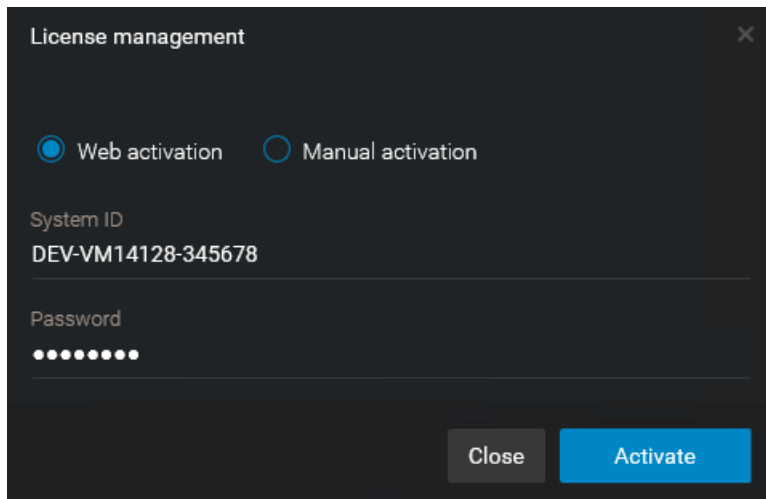 License management
Web activation Manual activation
System ID
DEV-VM14128-345678
Password
••••••••
Close Activate